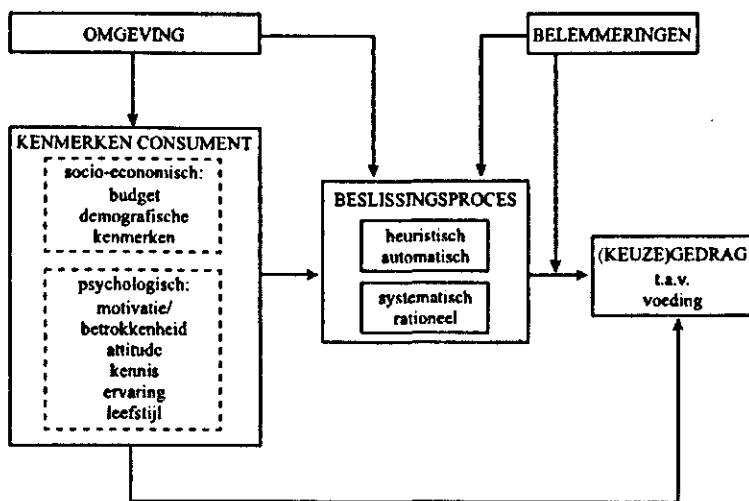 OMGEVING
BELEMMERINGEN
KENMERKEN CONSUMENT
socio-economisch:
budget
demografische
kenmerken
psychologisch:
motivatie/
betrokkenheid
attitude
kennis
ervaring
leefstijl
BESLISSINGSPROCES
heuristisch
automatisch
systematisch
rationeel
(KEUZE)GEDRAG
t.a.v.
voeding